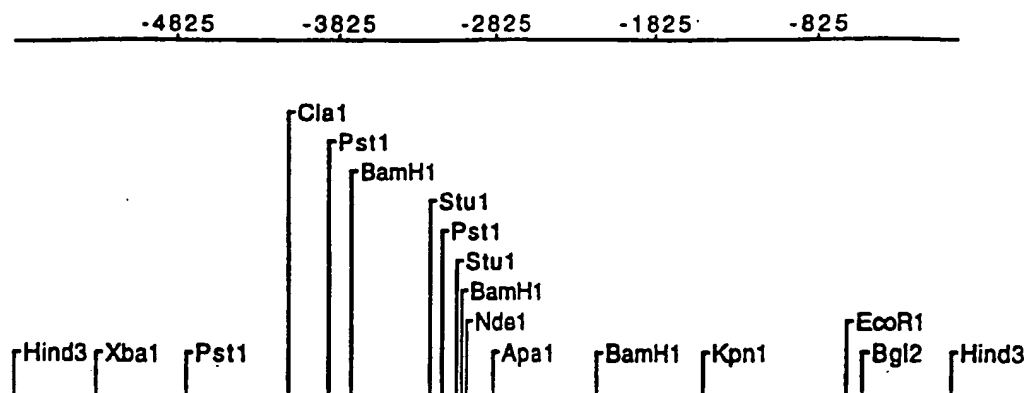 -4825 -3825 -2825 -1825 -825
Cla1
Pst1
BamH1
Stu1
Pst1
Stu1
BamH1
Nde1 EcoR1
Hind3 Xba1 Pst1 Apa1 BamH1 Kpn1 Bgl2 Hind3